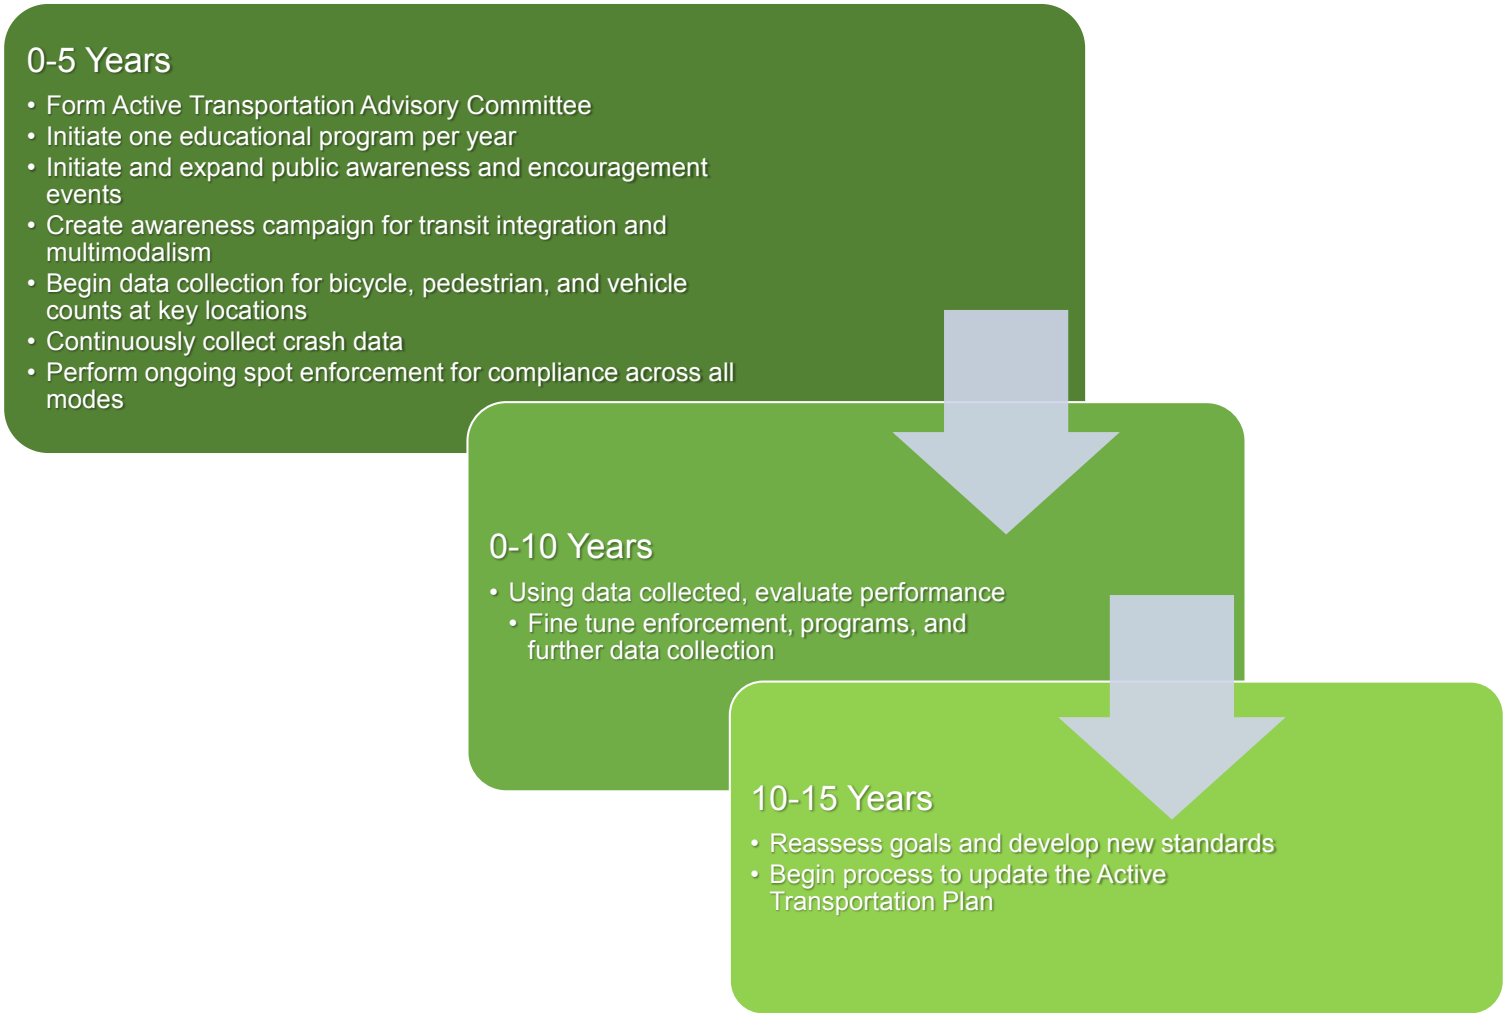 0-5 Years
• Form Active Transportation Advisory Committee
• Initiate one educational program per year
• Initiate and expand public awareness and encouragement
events
• Create awareness campaign for transit integration and
multimodalism
• Begin data collection for bicycle, pedestrian, and vehicle
counts at key locations
• Continuously collect crash data
• Perform ongoing spot enforcement for compliance across all
modes
0-10 Years
• Using data collected, evaluate performance
• Fine tune enforcement, programs, and
further data collection
10-15 Years
• Reassess goals and develop new standards
• Begin process to update the Active
Transportation Plan